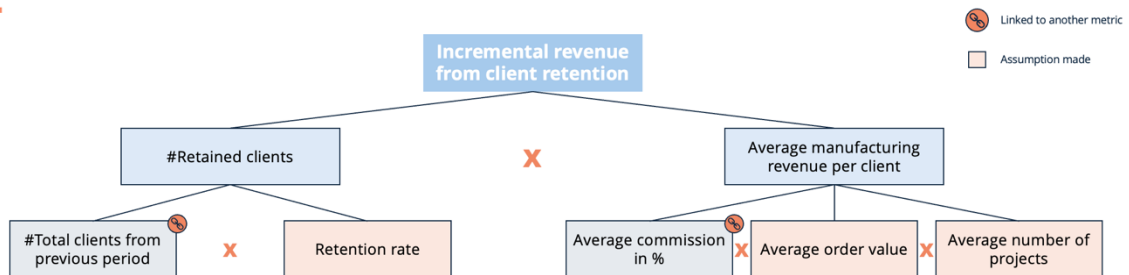 Linked to another metric
Assumption made
Incremental revenue
from client retention
#Retained clients
x
Average manufacturing
revenue per client
#Total clients from
previous period
x
Retention rate
Average commission
in %
x
Average order value
x
Average number of
projects